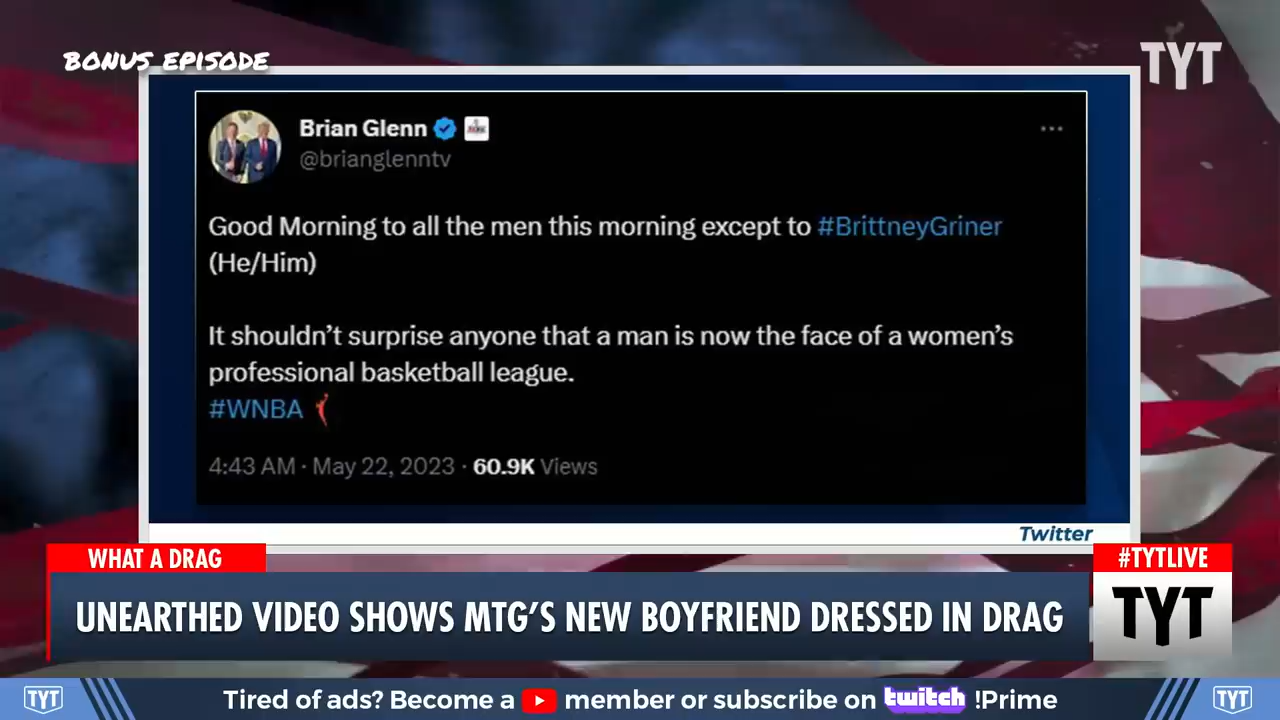 BONUS EPISODE
TYT
Brian Glenn
@brianglenntv
...
Good Morning to all the men this morning except to #BrittneyGriner
(He/Him)
It shouldn't surprise anyone that a man is now the face of a women's
professional basketball league.
#WNBA
4:43 AM · May 22, 2023 · 60.9K Views
Twitter
WHAT A DRAG
#TYTLIVE
UNEARTHED VIDEO SHOWS MTG'S NEW BOYFRIEND DRESSED IN DRAG
TYT
TYT
Tired of ads? Become a member or subscribe on twitch !Prime
TYT